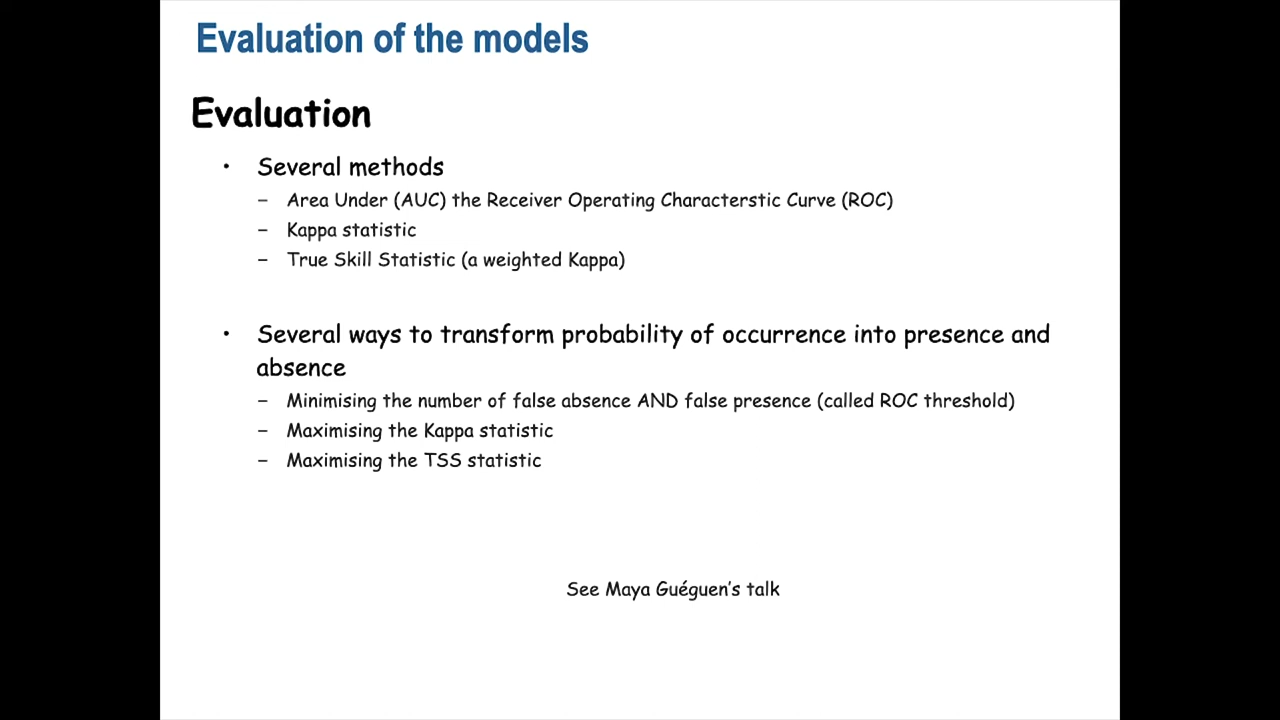 Evaluation of the models
Evaluation
• Several methods
– Area Under (AUC) the Receiver Operating Characterstic Curve (ROC)
– Kappa statistic
– True Skill Statistic (a weighted Kappa)
• Several ways to transform probability of occurrence into presence and
absence
– Minimising the number of false absence AND false presence (called ROC threshold)
– Maximising the Kappa statistic
– Maximising the TSS statistic
See Maya Guéguen's talk